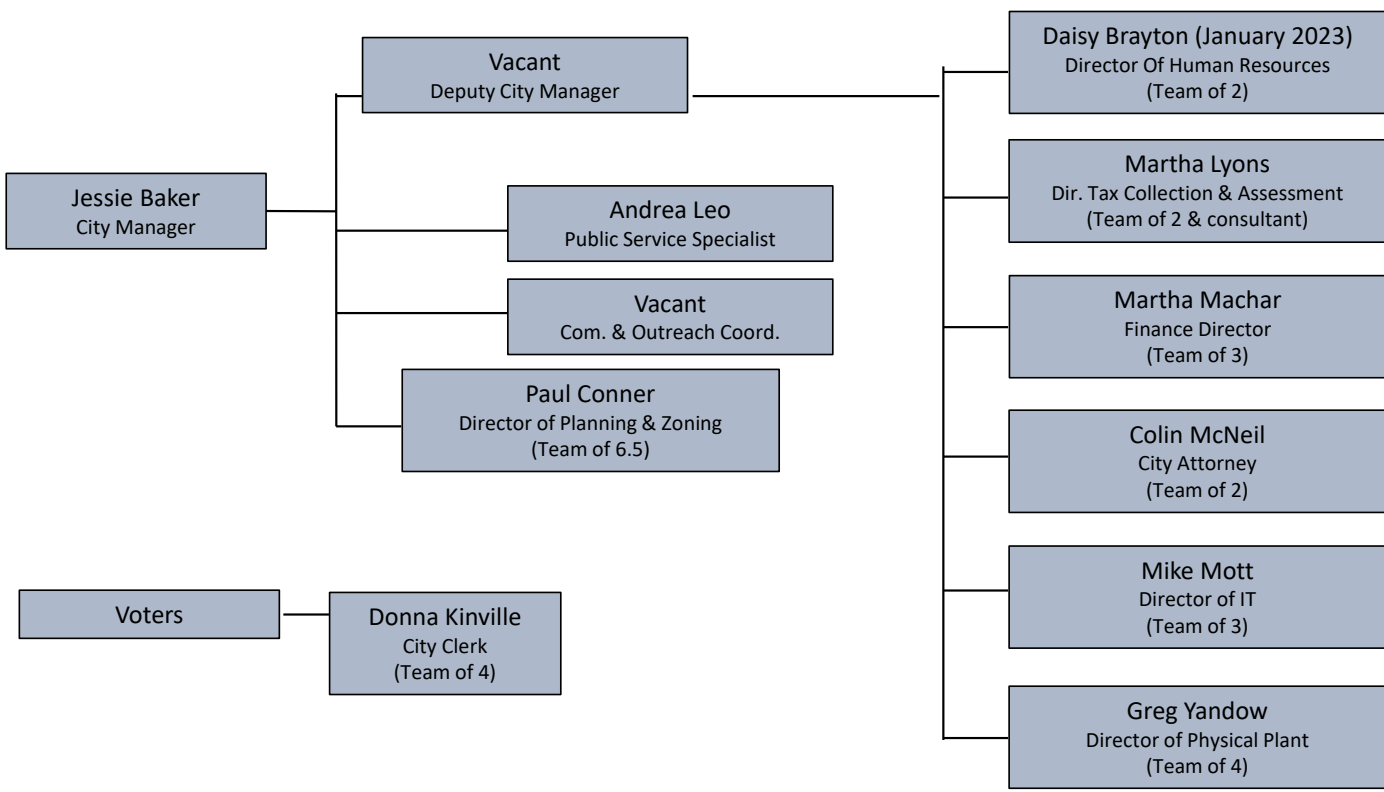 Jessie Baker
City Manager
Vacant
Deputy City Manager
Andrea Leo
Public Service Specialist
Vacant
Com. & Outreach Coord.
Paul Conner
Director of Planning & Zoning
(Team of 6.5)
Daisy Brayton (January 2023)
Director Of Human Resources
(Team of 2)
Martha Lyons
Dir. Tax Collection & Assessment
(Team of 2 & consultant)
Martha Machar
Finance Director
(Team of 3)
Colin McNeil
City Attorney
(Team of 2)
Mike Mott
Director of IT
(Team of 3)
Greg Yandow
Director of Physical Plant
(Team of 4)
Voters
Donna Kinville
City Clerk
(Team of 4)